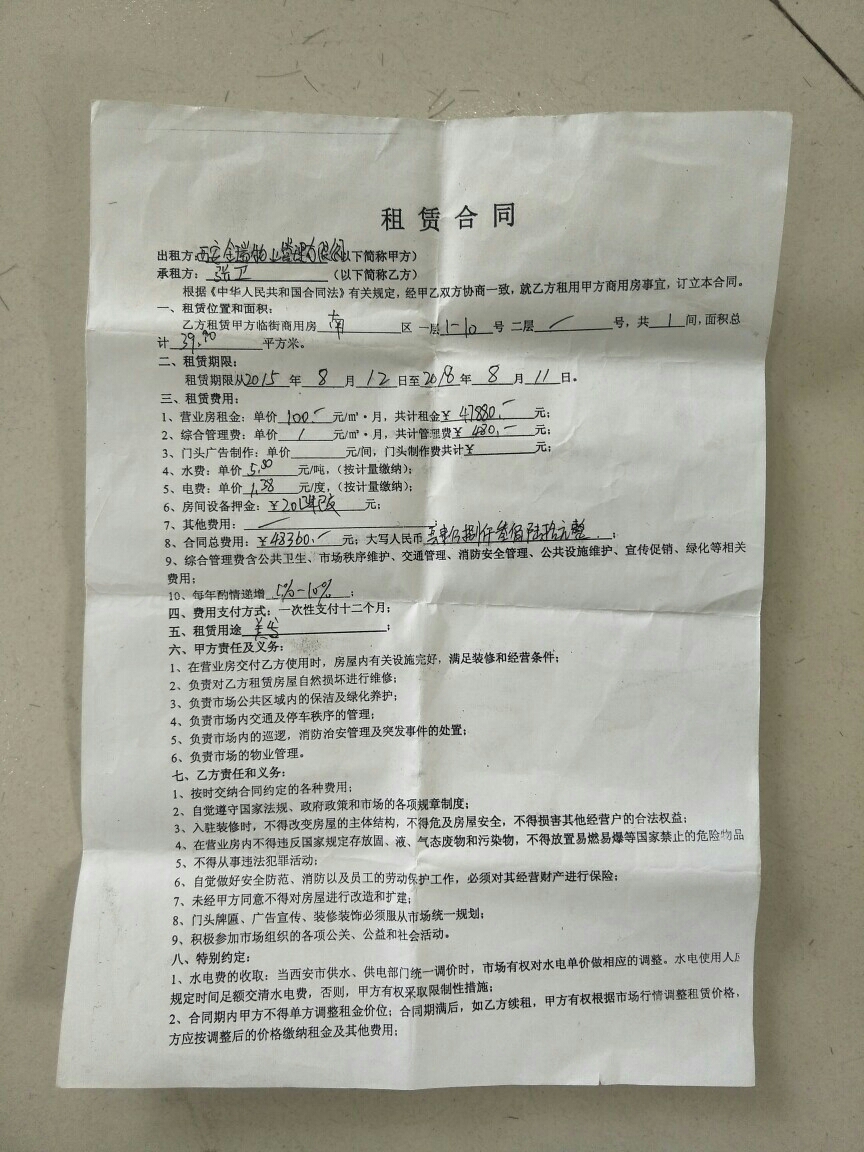 租赁合同
出租方:西安金瑞物业管理有限公司(以下简称甲方)
承租方: 张卫 (以下简称乙方)
根据《中华人民共和国合同法》有关规定,经甲乙双方协商一致,就乙方租用甲方商用房事宜,订立本合同。
一、租赁位置和面积:
乙方租赁甲方临街商用房 南 区 一层 1-10 号 二层 / 号,共 1 间,面积总
计 39.90 平方米。
二、租赁期限:
租赁期限从2015 年 8 月 12 日至2018年 8 月 11 日。
三、租赁费用:
1、营业房租金:单价 100.- 元/㎡·月,共计租金¥ 47880.- 元;
2、综合管理费:单价 1 元/㎡·月,共计管理费¥ 480.- 元;
3、门头广告制作:单价 元/间,门头制作费共计¥ 元;
4、水费:单价 5.80 元/吨,(按计量缴纳);
5、电费:单价 1.38 元/度,(按计量缴纳);
6、房间设备押金:¥ 元;
7、其他费用: /
8、合同总费用:¥48360.- 元;大写人民币 捌仟叁佰陆拾元整 ;
9、综合管理费含公共卫生、市场秩序维护、交通管理、消防安全管理、公共设施维护、宣传促销、绿化等相关
费用;
10、每年酌情递增 5%-10% ;
四、费用支付方式:一次性支付十二个月;
五、租赁用途 ;
六、甲方责任及义务:
1、在营业房交付乙方使用时,房屋内有关设施完好,满足装修和经营条件;
2、负责对乙方租赁房屋自然损坏进行维修;
3、负责市场公共区域内的保洁及绿化养护;
4、负责市场内交通及停车秩序的管理;
5、负责市场内的巡逻,消防治安管理及突发事件的处置;
6、负责市场的物业管理。
七、乙方责任和义务:
1、按时交纳合同约定的各种费用;
2、自觉遵守国家法规、政府政策和市场的各项规章制度;
3、入驻装修时,不得改变房屋的主体结构,不得危及房屋安全,不得损害其他经营户的合法权益;
4、在营业房内不得违反国家规定存放固、液、气态废物和污染物,不得放置易燃易爆等国家禁止的危险物品
5、不得从事违法犯罪活动;
6、自觉做好安全防范、消防以及员工的劳动保护工作,必须对其经营财产进行保险;
7、未经甲方同意不得对房屋进行改造和扩建;
8、门头牌匾、广告宣传、装修装饰必须服从市场统一规划;
9、积极参加市场组织的各项公关、公益和社会活动。
八、特别约定:
1、水电费的收取:当西安市供水、供电部门统一调价时,市场有权对水电单价做相应的调整。水电使用人应
规定时间足额交清水电费,否则,甲方有权采取限制性措施;
2、合同期内甲方不得单方调整租金价位;合同期满后,如乙方续租,甲方有权根据市场行情调整租赁价格,
方应按调整后的价格缴纳租金及其他费用;